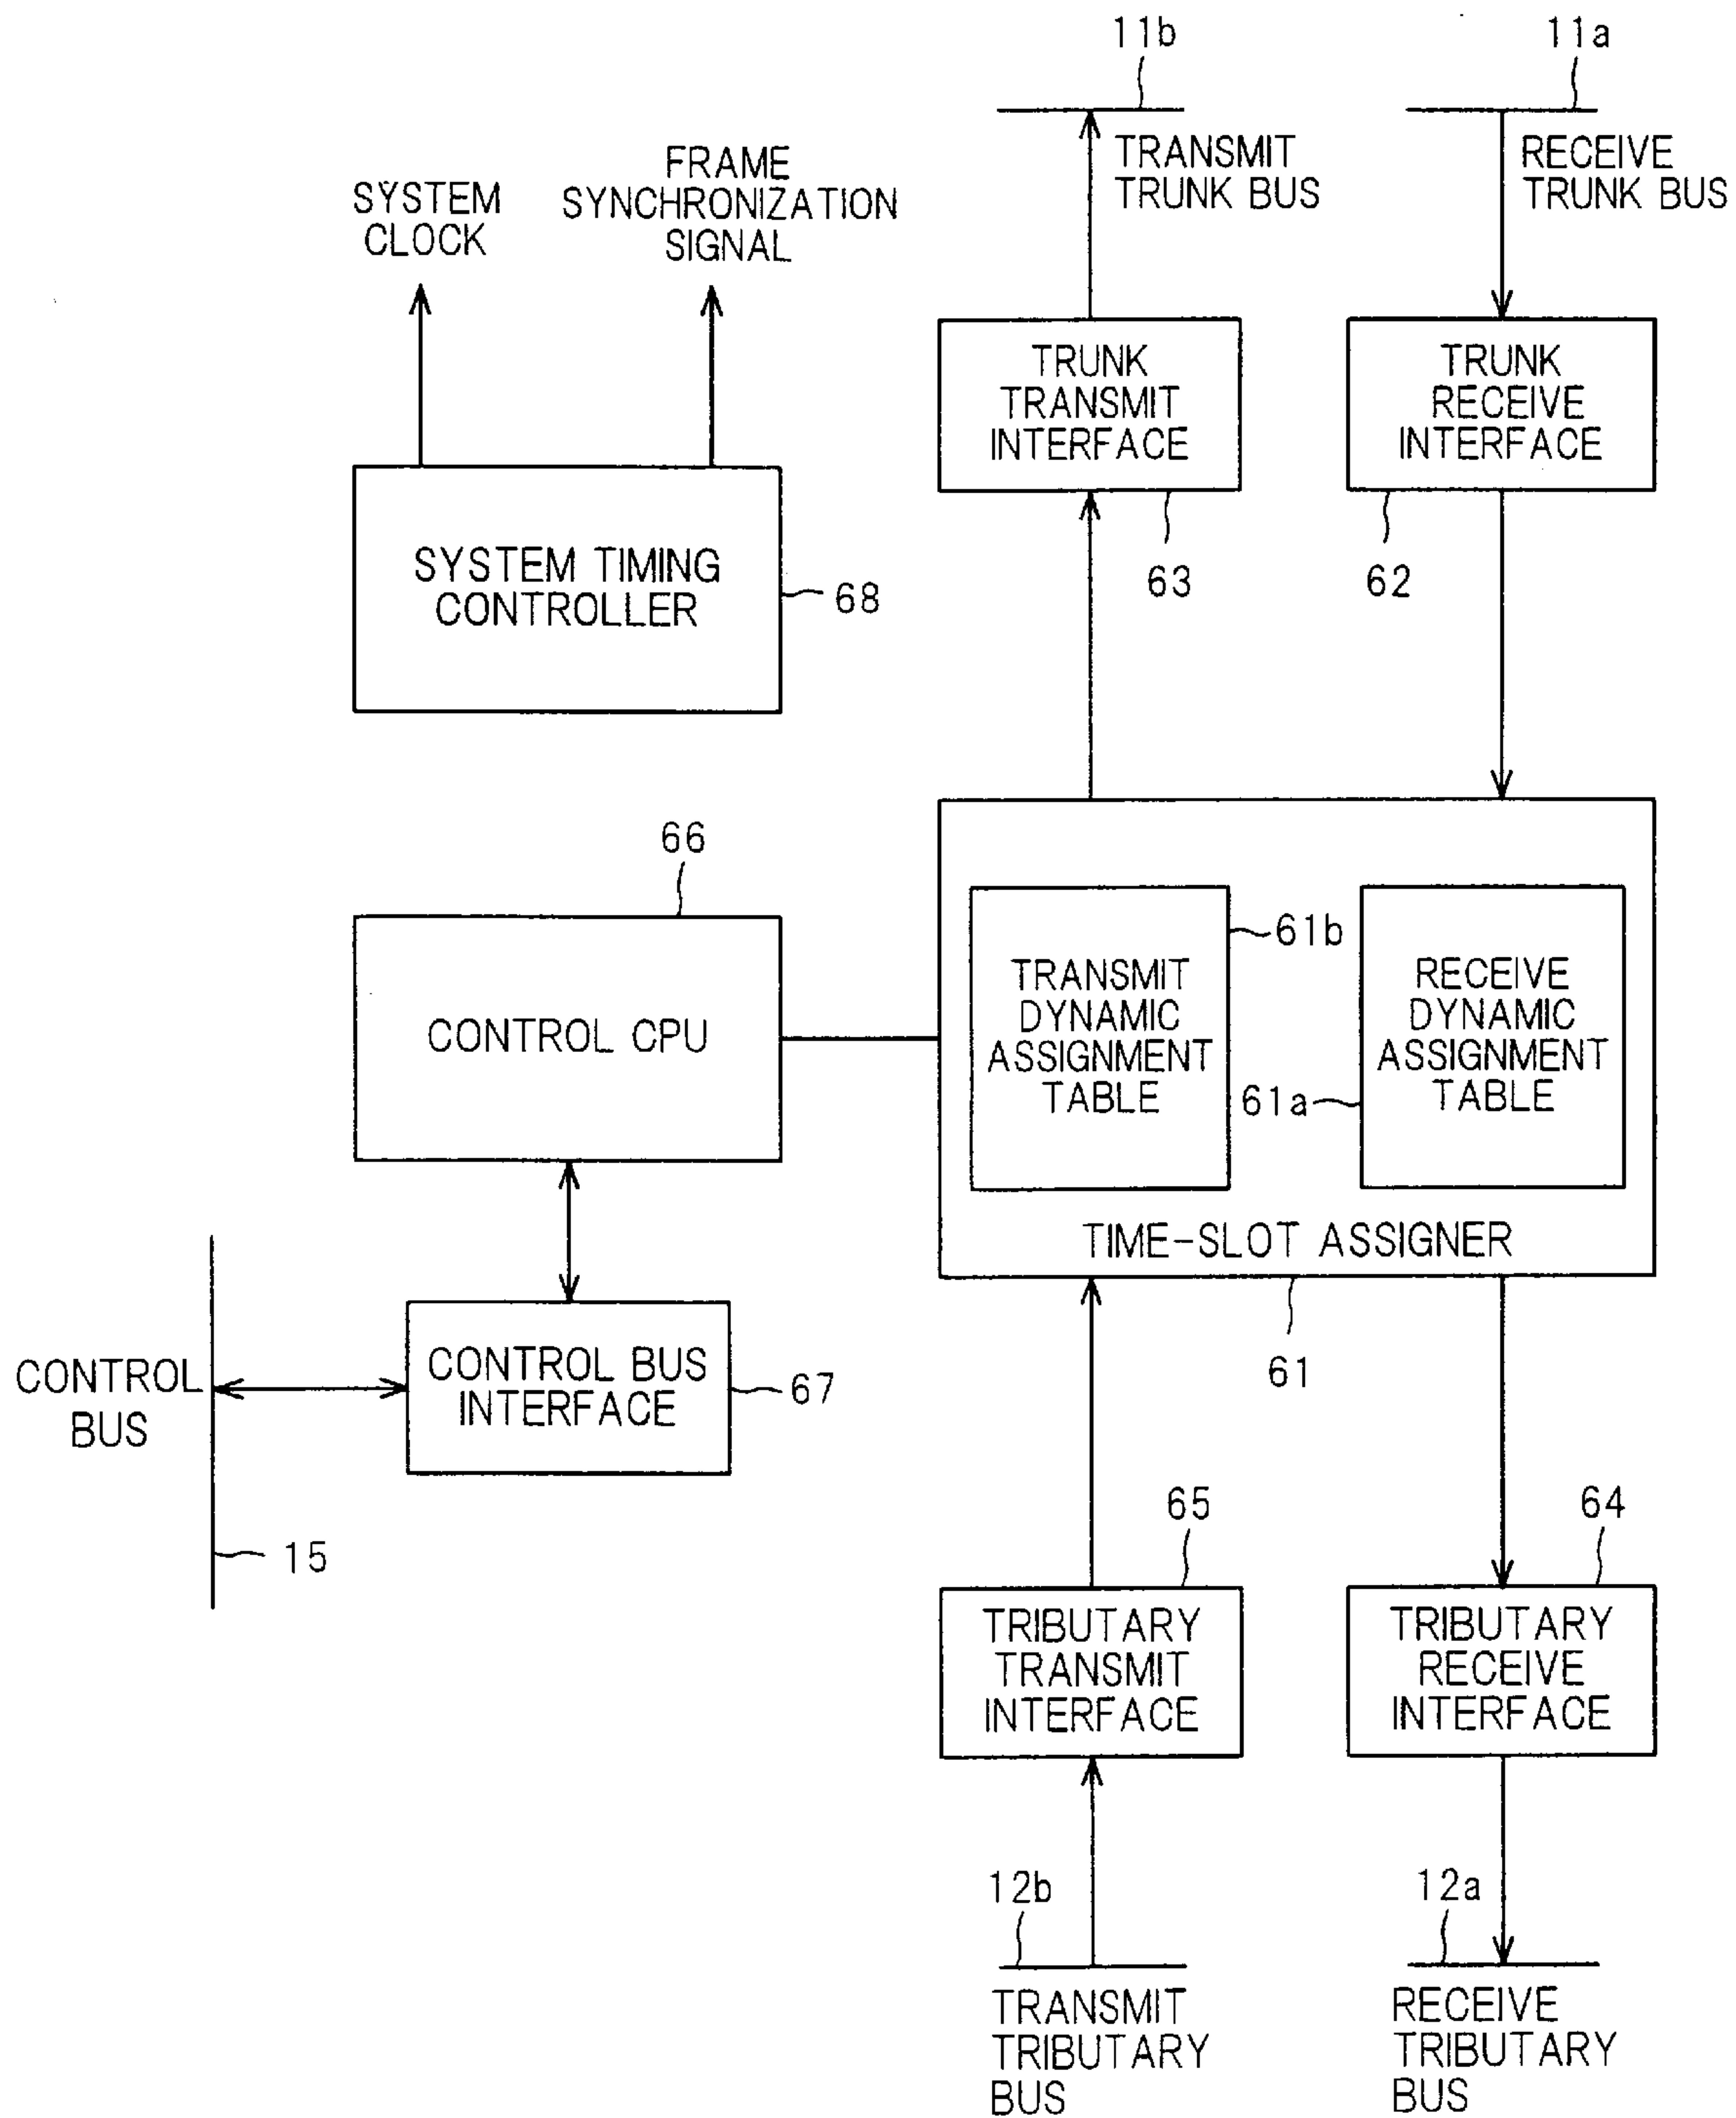 11b
11a
TRANSMIT
TRUNK BUS
RECEIVE
TRUNK BUS
SYSTEM
CLOCK
FRAME
SYNCHRONIZATION
SIGNAL
TRUNK
TRANSMIT
INTERFACE
63
TRUNK
RECEIVE
INTERFACE
62
SYSTEM TIMING
CONTROLLER
68
66
CONTROL CPU
TRANSMIT
DYNAMIC
ASSIGNMENT
TABLE
61b
RECEIVE
DYNAMIC
ASSIGNMENT
TABLE
61a
TIME-SLOT ASSIGNER
61
CONTROL
BUS
CONTROL BUS
INTERFACE
67
15
65
TRIBUTARY
TRANSMIT
INTERFACE
64
TRIBUTARY
RECEIVE
INTERFACE
12b
TRANSMIT
TRIBUTARY
BUS
12a
RECEIVE
TRIBUTARY
BUS